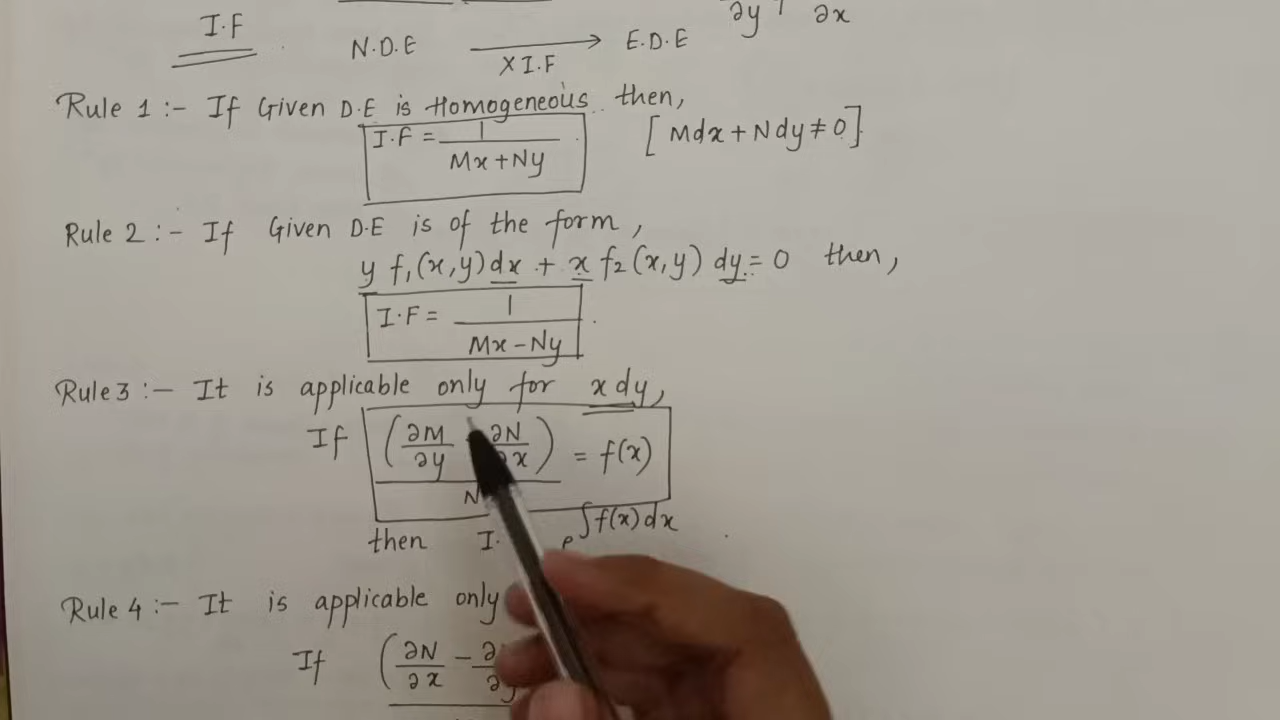 ∂y ∂x
I.F
N.D.E ⟶ E.D.E
X I.F
Rule 1 :- If Given D.E is Homogeneous then,
I.F = 1/(Mx+Ny) [Mdx+Ndy≠0]
Rule 2 :- If Given D.E is of the form,
y f₁(x,y)dx + x f₂(x,y) dy = 0 then,
I.F = 1/(Mx-Ny)
Rule 3 :- It is applicable only for xdy,
If (∂M/∂y - ∂N/∂x)/N = f(x)
then I. e^∫f(x)dx
Rule 4 :- It is applicable only
If (∂N/∂x - ∂